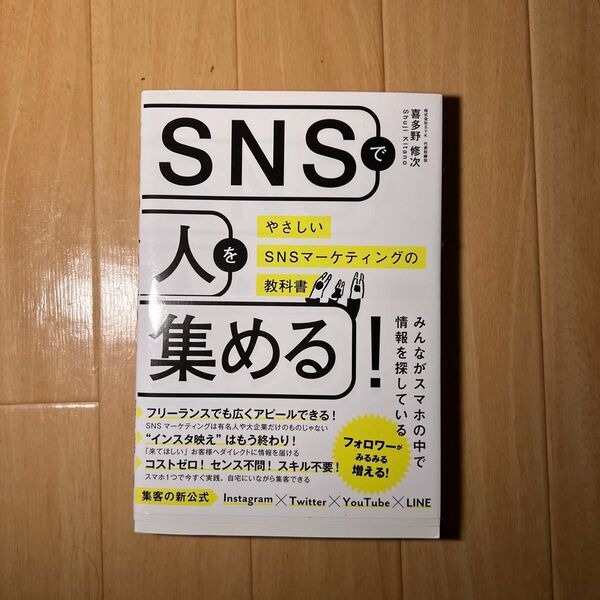 SNSで
人を
集める!
やさしい
SNSマーケティングの
教科書
株式会社STK 代表取締役
喜多野 修次
Shuji Kitano
みんながスマホの中で
情報を探している
フリーランスでも広くアピールできる!
SNS マーケティングは有名人や大企業だけのものじゃない
“インスタ映え”はもう終わり!
「来てほしい」お客様へダイレクトに情報を届ける
コストゼロ! センス不問! スキル不要!
スマホ1つで今すぐ実践。自宅にいながら集客できる
フォロワーが
みるみる
増える!
集客の新公式 Instagram×Twitter×YouTube×LINE